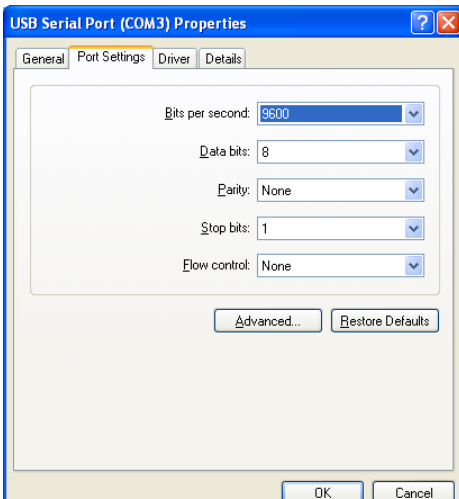 USB Serial Port (COM3) Properties
General Port Settings Driver Details
Bits per second: 9600
Data bits: 8
Parity: None
Stop bits: 1
Flow control: None
Advanced... Restore Defaults
OK Cancel